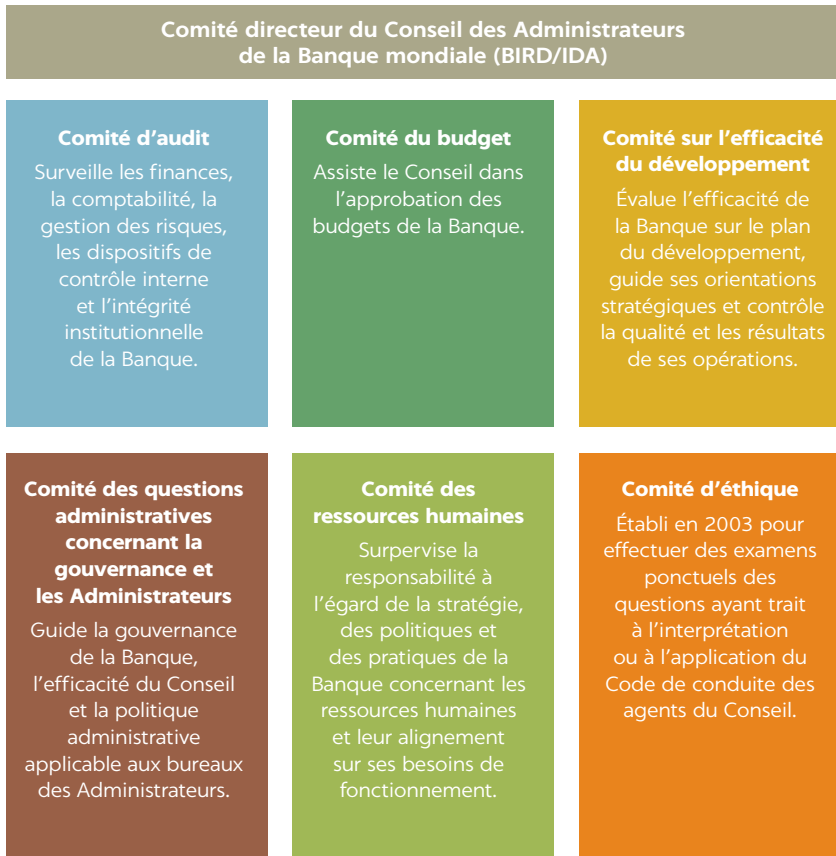 Comité directeur du Conseil des Administrateurs
de la Banque mondiale (BIRD/IDA)
Comité d’audit
Surveille les finances,
la comptabilité, la
gestion des risques,
les dispositifs de
contrôle interne
et l’intégrité
institutionnelle
de la Banque.
Comité du budget
Assiste le Conseil dans
l’approbation des
budgets de la Banque.
Comité sur l’efficacité
du développement
Évalue l’efficacité de
la Banque sur le plan
du développement,
guide ses orientations
stratégiques et contrôle
la qualité et les résultats
de ses opérations.
Comité des questions
administratives
concernant la
gouvernance et
les Administrateurs
Guide la gouvernance
de la Banque,
l’efficacité du Conseil
et la politique
administrative
applicable aux bureaux
des Administrateurs.
Comité des
ressources humaines
Surpervise la
responsabilité à
l’égard de la stratégie,
des politiques et
des pratiques de la
Banque concernant les
ressources humaines
et leur alignement
sur ses besoins de
fonctionnement.
Comité d’éthique
Établi en 2003 pour
effectuer des examens
ponctuels des
questions ayant trait
à l’interprétation
ou à l’application du
Code de conduite des
agents du Conseil.